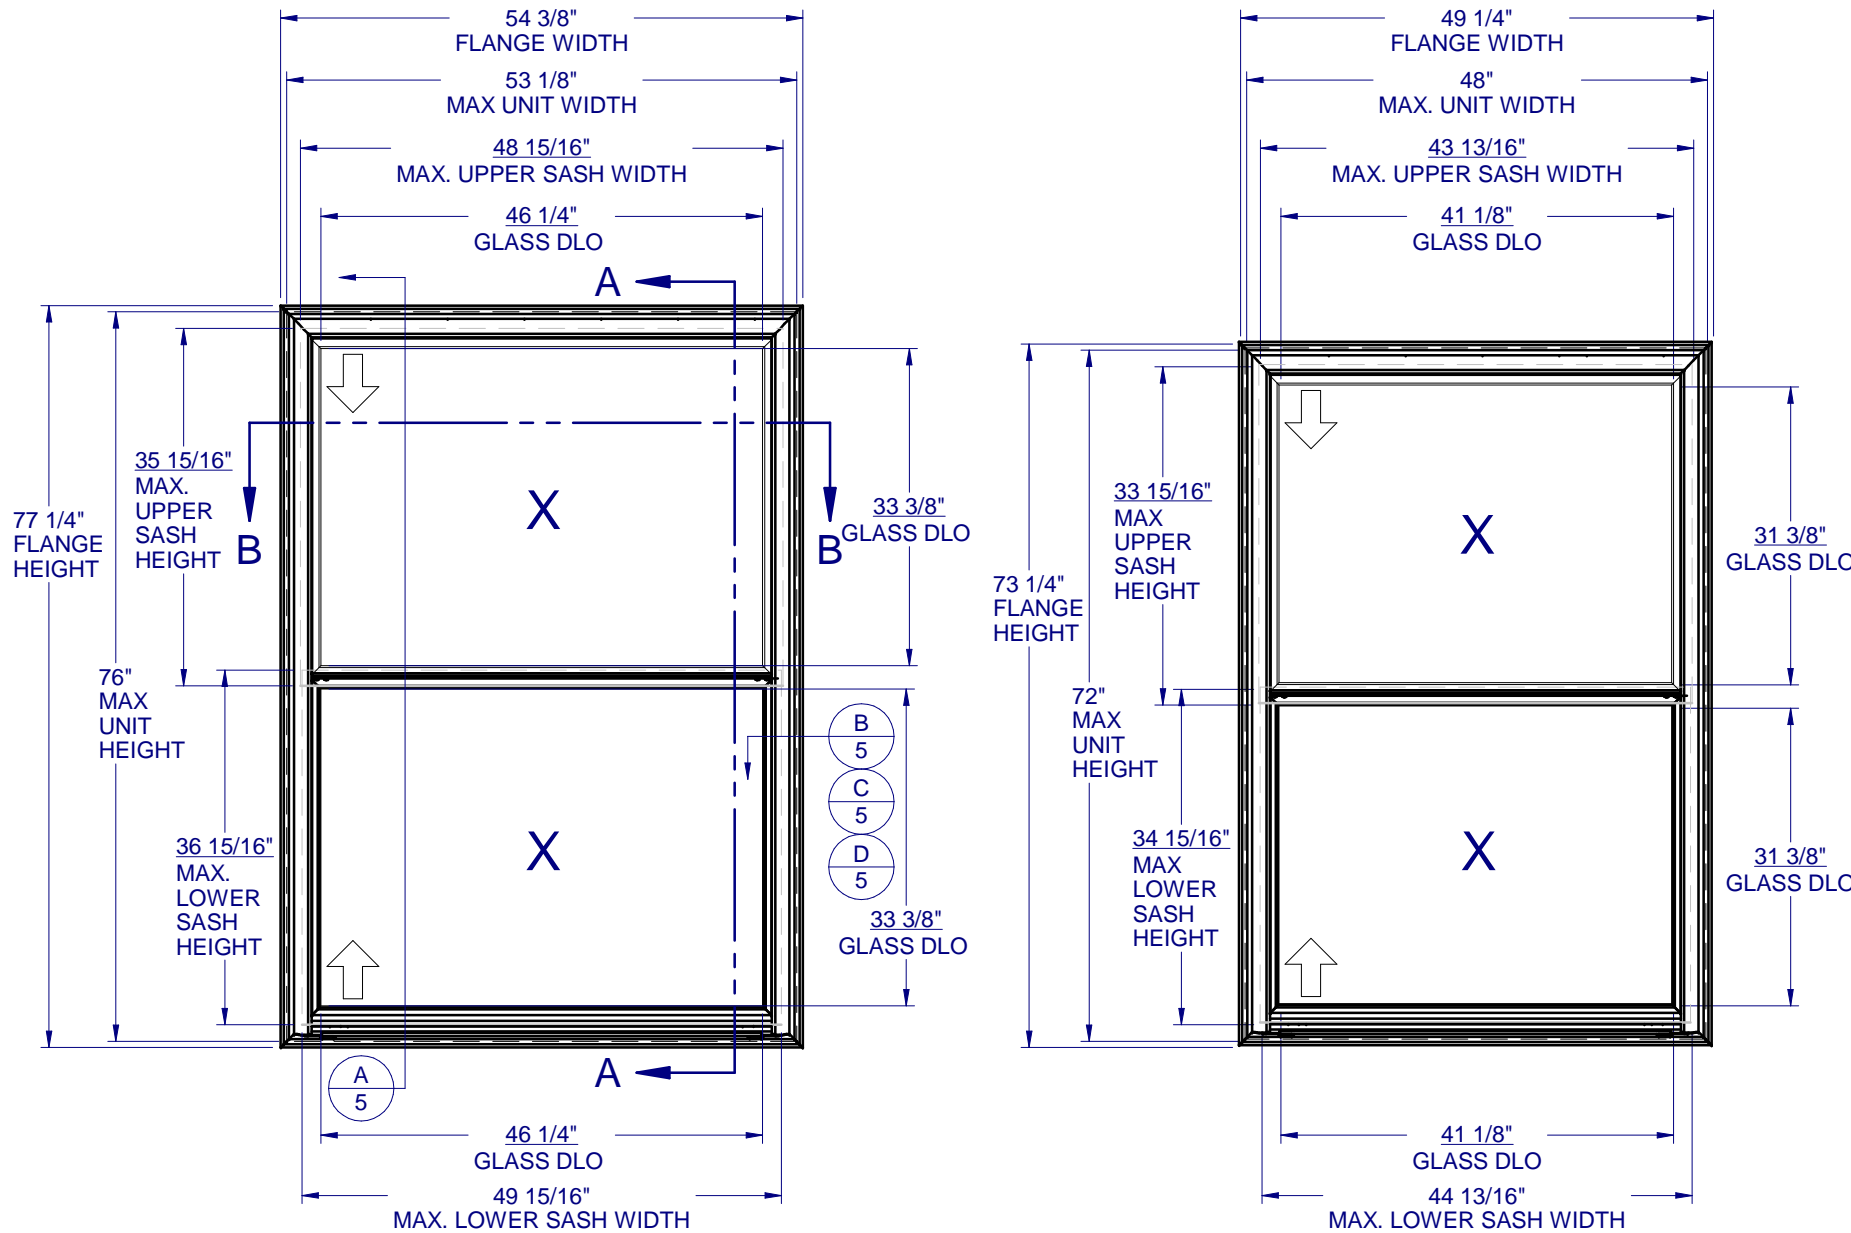 54 3/8"
FLANGE WIDTH
53 1/8"
MAX UNIT WIDTH
48 15/16"
MAX. UPPER SASH WIDTH
46 1/4"
GLASS DLO
A
35 15/16"
MAX.
UPPER
SASH
HEIGHT
77 1/4"
FLANGE
HEIGHT
B
X
B
33 3/8"
GLASS DLO
76"
MAX
UNIT
HEIGHT
B
5
C
5
D
5
36 15/16"
MAX.
LOWER
SASH
HEIGHT
X
33 3/8"
GLASS DLO
A
5
A
46 1/4"
GLASS DLO
49 15/16"
MAX. LOWER SASH WIDTH
49 1/4"
FLANGE WIDTH
48"
MAX. UNIT WIDTH
43 13/16"
MAX. UPPER SASH WIDTH
41 1/8"
GLASS DLO
33 15/16"
MAX
UPPER
SASH
HEIGHT
X
31 3/8"
GLASS DLO
73 1/4"
FLANGE
HEIGHT
72"
MAX
UNIT
HEIGHT
34 15/16"
MAX
LOWER
SASH
HEIGHT
X
31 3/8"
GLASS DLO
41 1/8"
GLASS DLO
44 13/16"
MAX. LOWER SASH WIDTH